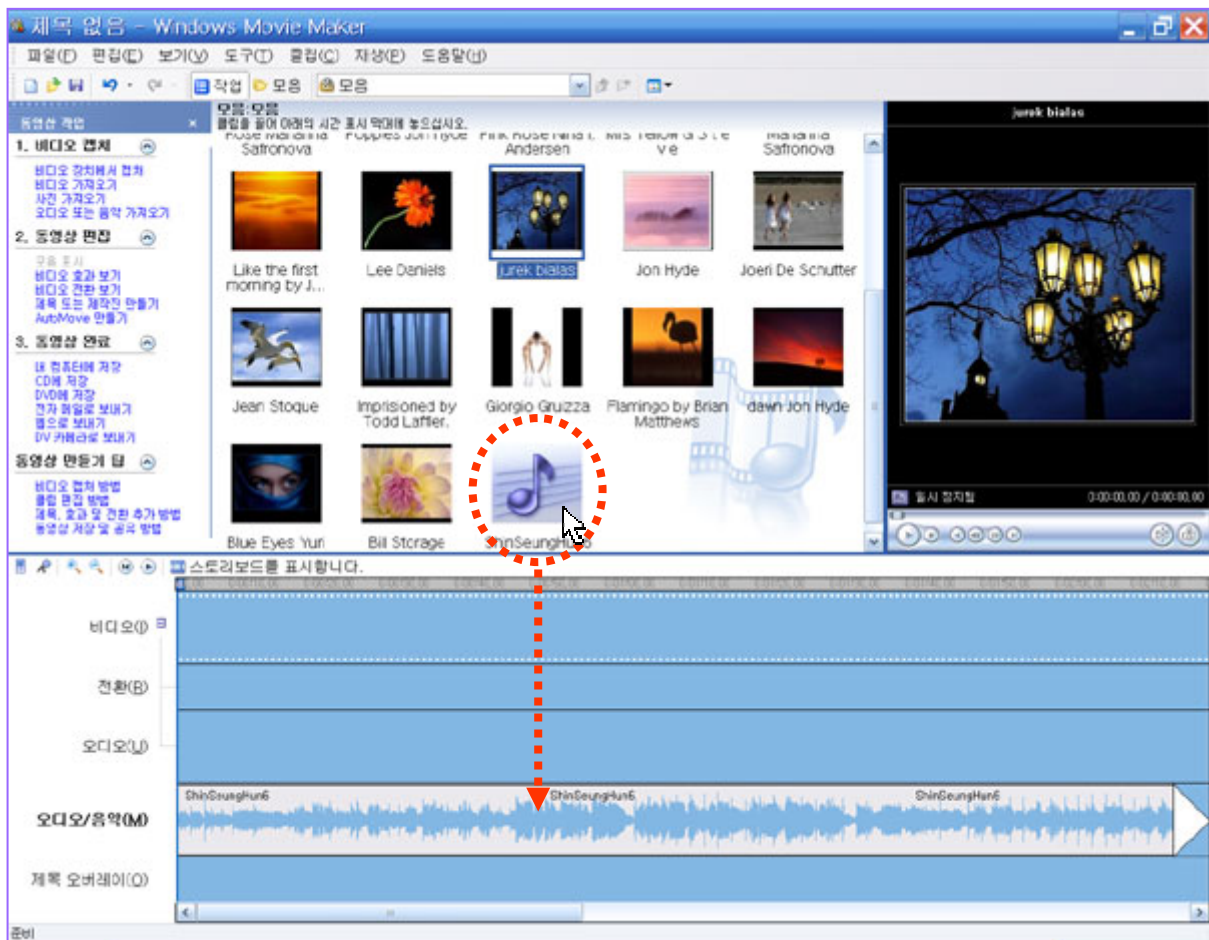 제목 없음 - Windows Movie Maker
파일(F) 편집(E) 보기(V) 도구(T) 클립(C) 재생(P) 도움말(H)
작업 모음 모음
동영상 작업
1. 비디오 캡처
비디오 장치에서 캡처
비디오 가져오기
사진 가져오기
오디오 또는 음악 가져오기
2. 동영상 편집
모음 표시
비디오 효과 보기
비디오 전환 보기
제목 또는 제작진 만들기
AutoMovie 만들기
3. 동영상 완료
내 컴퓨터에 저장
CD에 저장
DVD에 저장
전자 메일로 보내기
웹으로 보내기
DV 카메라로 보내기
동영상 만들기 팁
비디오 캡처 방법
클립 편집 방법
제목, 효과 및 전환 추가 방법
동영상 저장 및 공유 방법
모음:모음
클립을 끌어 아래의 시간 표시 막대에 놓으십시오.
Safronova
Andersen
v e
Safronova
Like the first morning by J...
Lee Daniels
jurek bialas
Jon Hyde
Joeri De Schutter
Jean Stoque
Imprisioned by Todd Laffler.
Giorgio Gruizza
Flamingo by Brian Matthews
dawn Jon Hyde
Blue Eyes Yuri
Bill Storage
ShinSeungHun6
jurek bialas
일시 정지됨
0:00:00,00 / 0:00:00,00
스토리보드를 표시합니다.
비디오(I)
전환(R)
오디오(U)
오디오/음악(M)
ShinSeungHun6 ShinSeungHun6 ShinSeungHun6
제목 오버레이(O)
준비